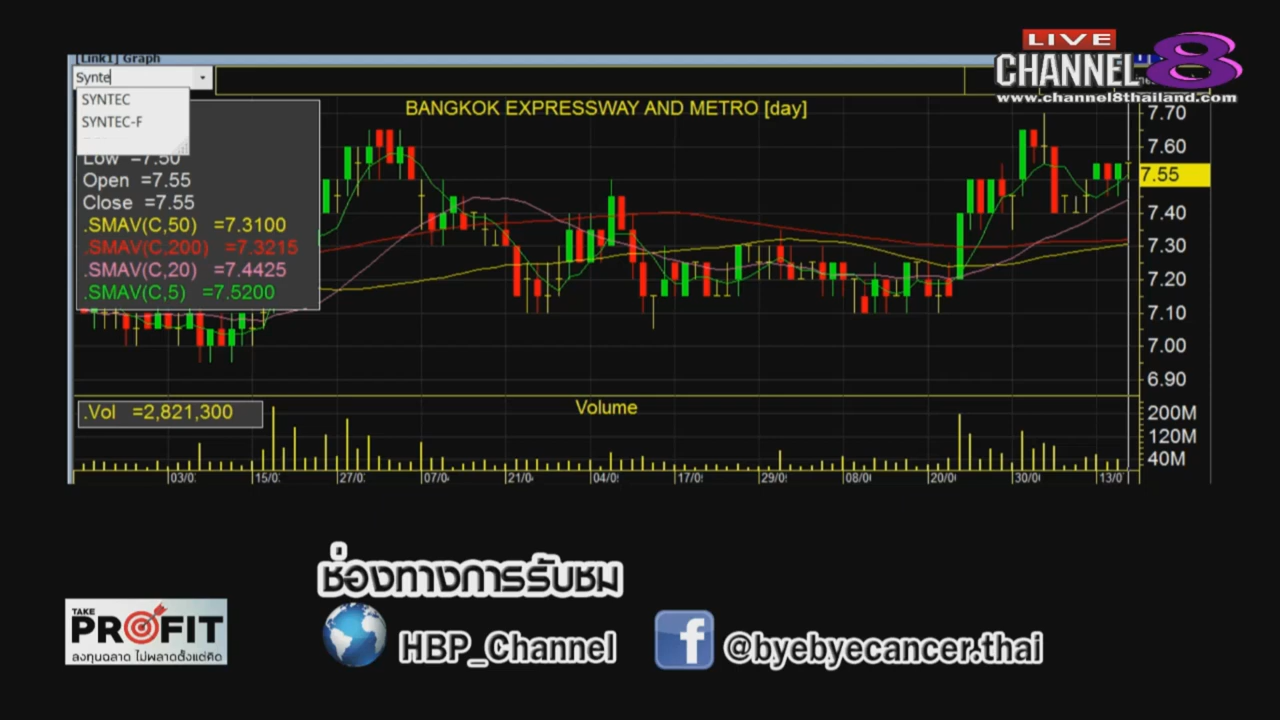 LIVE
CHANNEL 8
www.channel8thailand.com
[Link1] Graph
Synte
SYNTEC
SYNTEC-F
BANGKOK EXPRESSWAY AND METRO [day]
Low =7.50
Open =7.55
Close =7.55
.SMAV(C,50) =7.3100
.SMAV(C,200) =7.3215
.SMAV(C,20) =7.4425
.SMAV(C,5) =7.5200
7.70
7.60
7.55
7.40
7.30
7.20
7.10
7.00
6.90
.Vol =2,821,300
Volume
200M
120M
40M
03/0 15/0 27/0 07/0 21/0 04/0 17/0 29/0 08/0 20/0 30/0 13/0
ช่องทางการรับชม
HBP_Channel
@byebyecancer.thai
TAKE
PROFIT
ลงทุนฉลาด ไม่พลาดตั้งแต่คิด